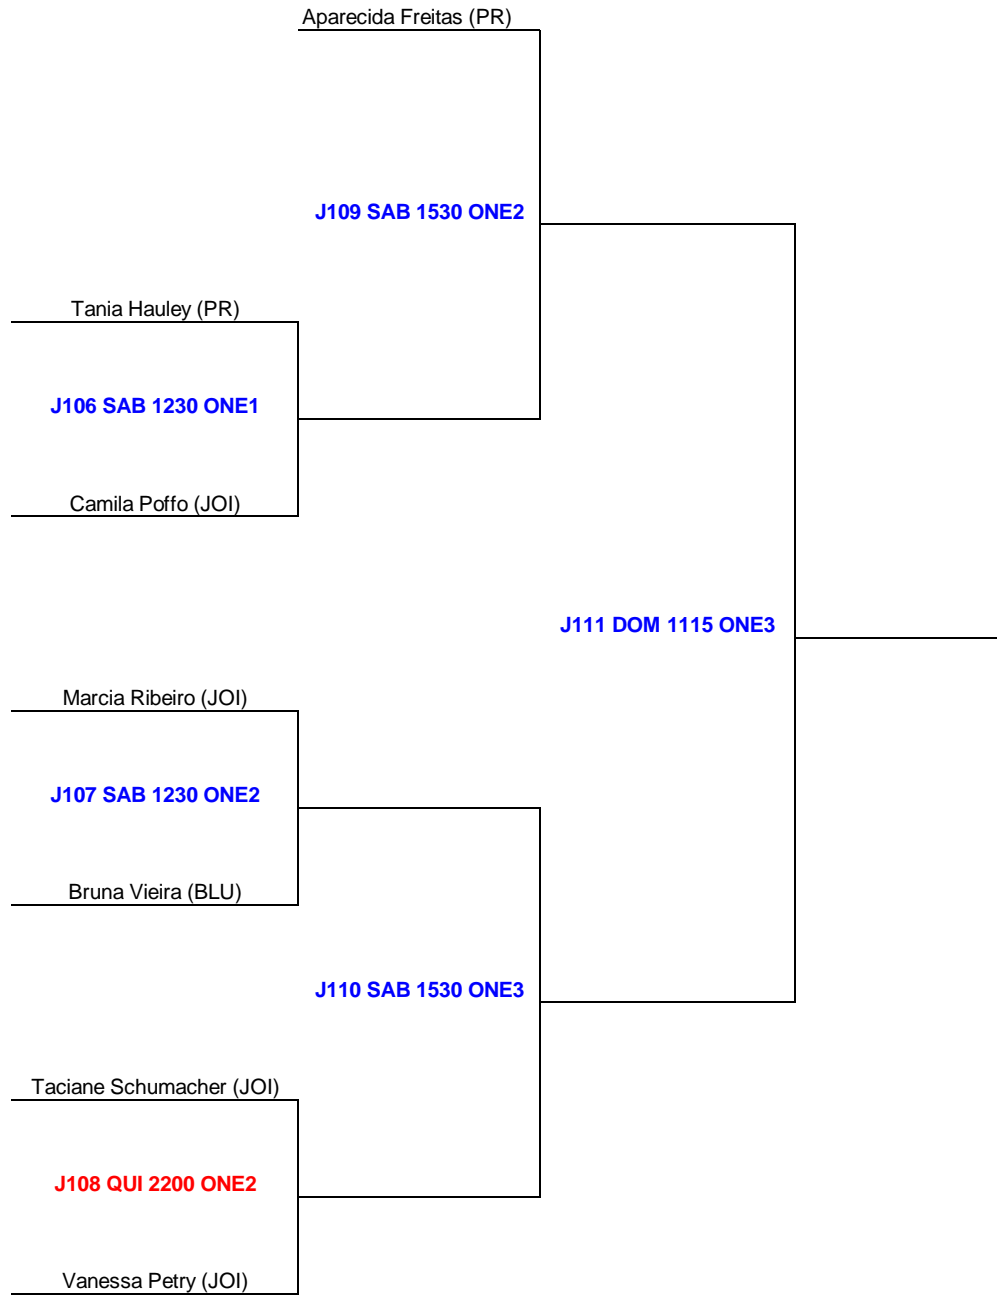 Aparecida Freitas (PR)
J109 SAB 1530 ONE2
Tania Hauley (PR)
J106 SAB 1230 ONE1
Camila Poffo (JOI)
J111 DOM 1115 ONE3
Marcia Ribeiro (JOI)
J107 SAB 1230 ONE2
Bruna Vieira (BLU)
J110 SAB 1530 ONE3
Taciane Schumacher (JOI)
J108 QUI 2200 ONE2
Vanessa Petry (JOI)